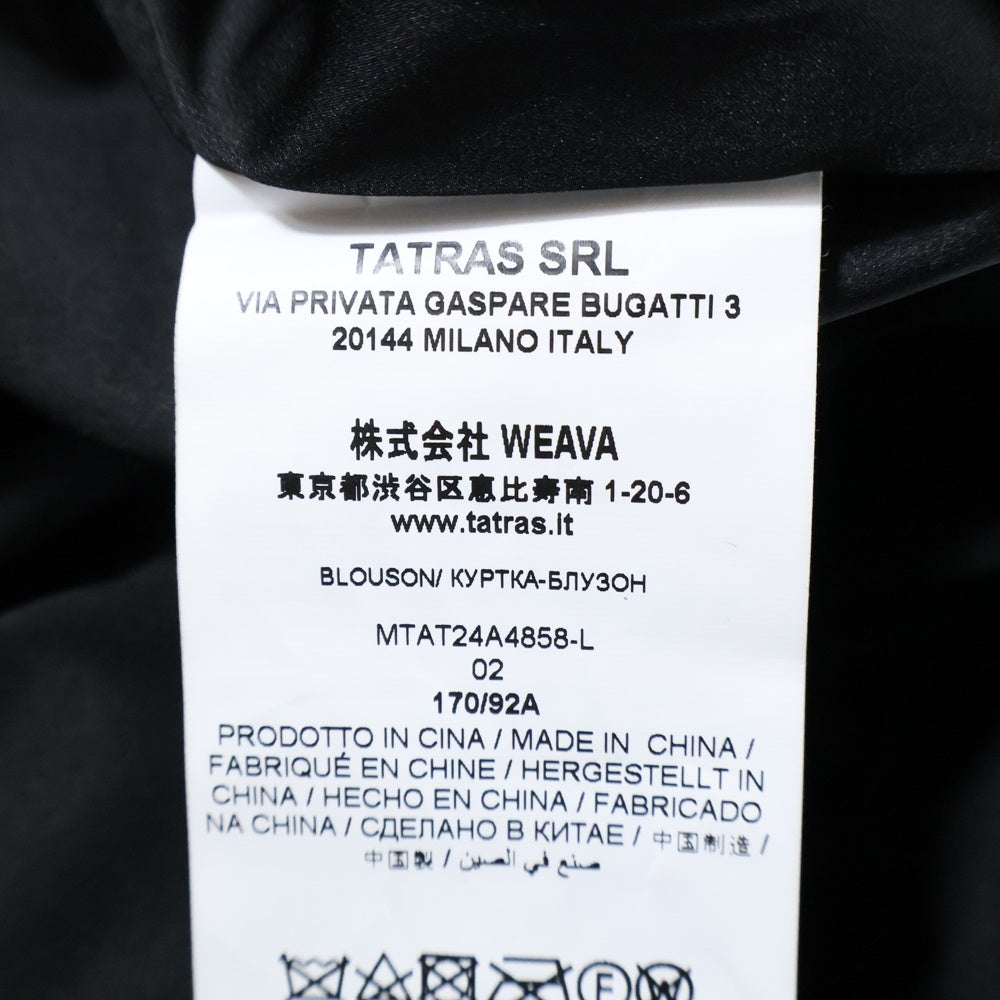 TATRAS SRL
VIA PRIVATA GASPARE BUGATTI 3
20144 MILANO ITALY
株式会社 WEAVA
東京都渋谷区恵比寿南 1-20-6
www.tatras.it
BLOUSON/ КУРТКА-БЛУЗОН
MTAT24A4858-L
02
170/92A
PRODOTTO IN CINA / MADE IN CHINA /
FABRIQUÉ EN CHINE / HERGESTELLT IN
CHINA / HECHO EN CHINA / FABRICADO
NA CHINA / СДЕЛАНО В КИТАЕ / 中国制造 /
中国製 / صنع في الصين
F W